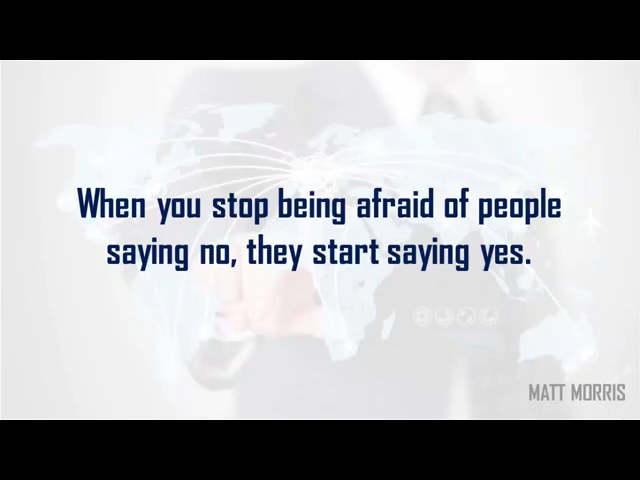 When you stop being afraid of people
saying no, they start saying yes.
MATT MORRIS